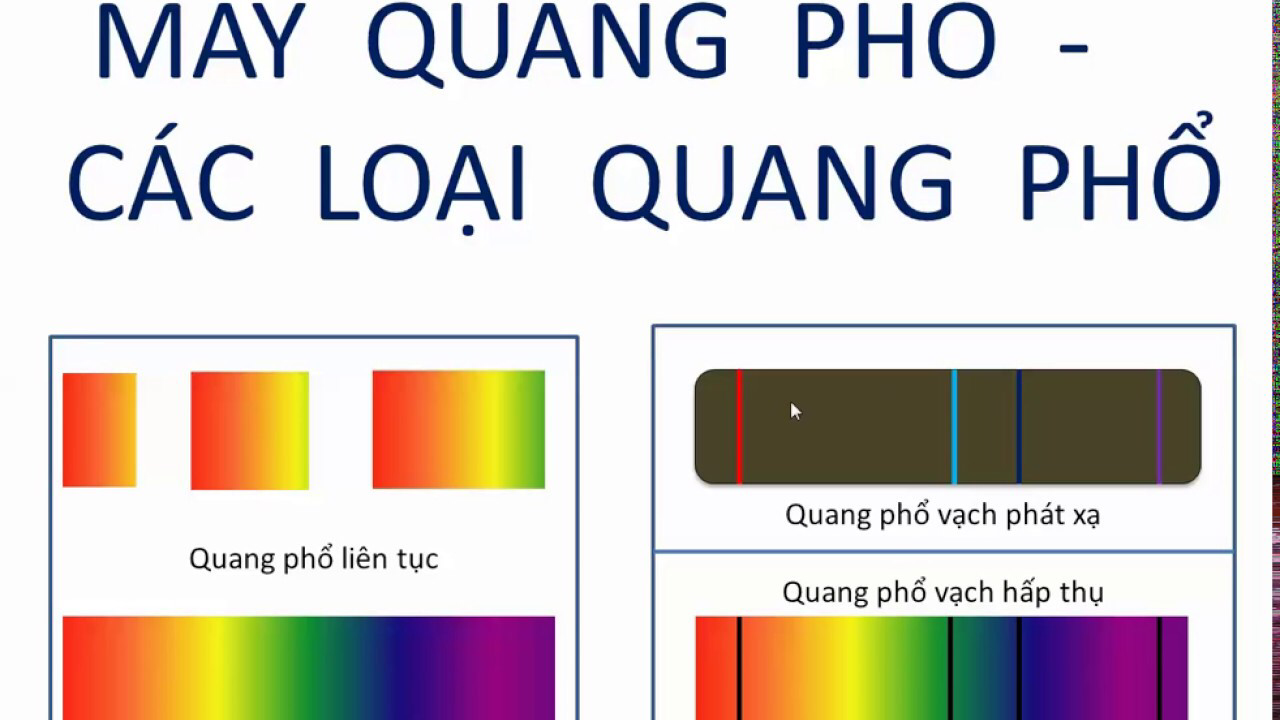 MAY QUANG PHO -
CÁC LOẠI QUANG PHỔ
Quang phổ liên tục
Quang phổ vạch phát xạ
Quang phổ vạch hấp thụ